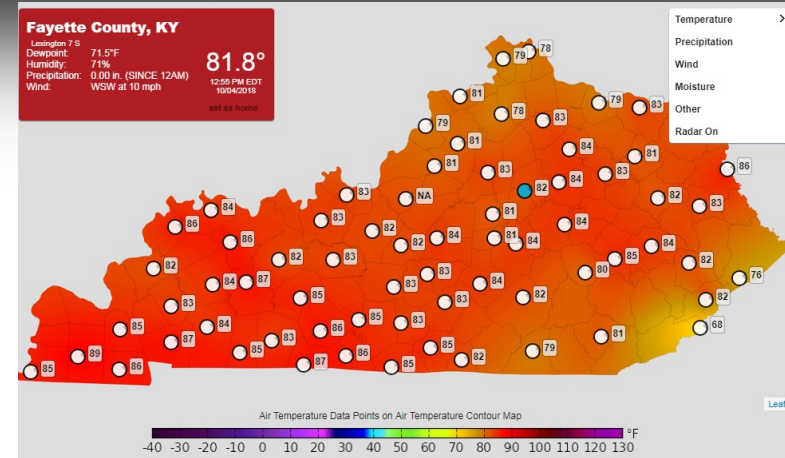 Fayette County, KY
Lexington 7 S
Dewpoint: 71.5°F
Humidity: 71%
Precipitation: 0.00 in. (SINCE 12AM)
Wind: WSW at 10 mph
81.8°
12:55 PM EDT
10/04/2018
set as home
Temperature >
Precipitation
Wind
Moisture
Other
Radar On
79 78
81 79 83
78 83
79
81 84
81
81 83 83 84 86
83 82 82
NA 83
84 83 81 84
86 82
86 82 84 81 84 84
82 83 85 82
82 80 76
84 87 83 83 84
83 85 83 82 82
85 84 86 85 83 68
87 83 81
89 85 86 85 79
85 86 87 85 82
Leaf
Air Temperature Data Points on Air Temperature Contour Map
°F
-40 -30 -20 -10 0 10 20 30 40 50 60 70 80 90 100 110 120 130